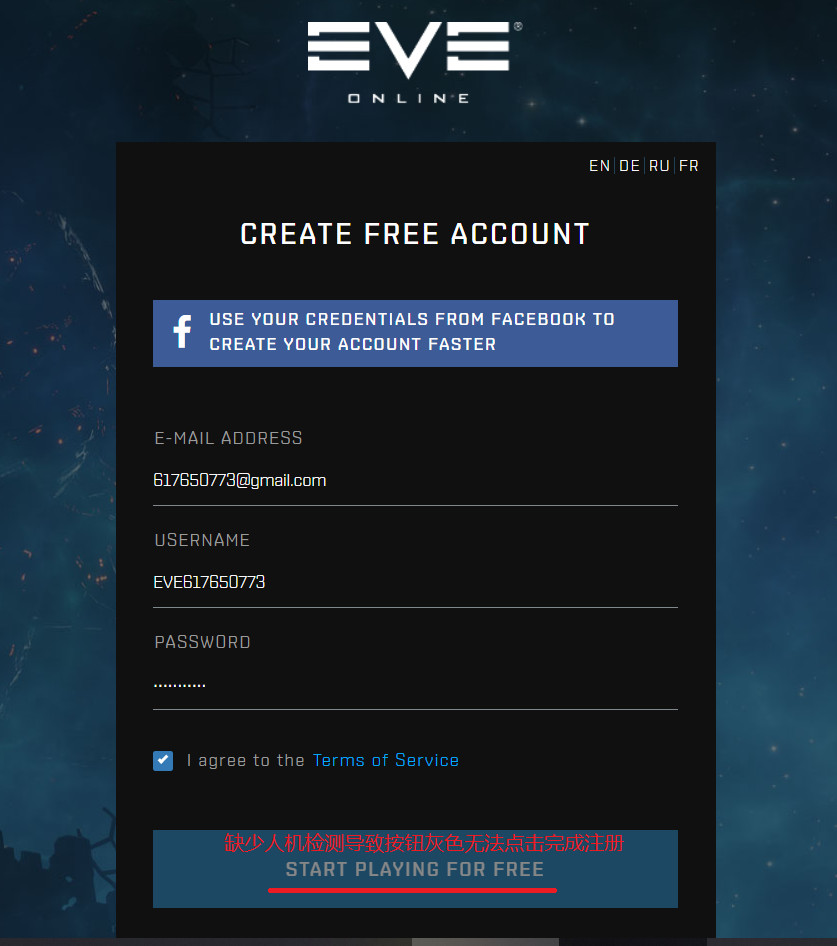 EVE®
ONLINE
EN DE RU FR
CREATE FREE ACCOUNT
f USE YOUR CREDENTIALS FROM FACEBOOK TO
CREATE YOUR ACCOUNT FASTER
E-MAIL ADDRESS
617650773@gmail.com
USERNAME
EVE617650773
PASSWORD
...........
I agree to the Terms of Service
缺少人机检测导致按钮灰色无法点击完成注册
START PLAYING FOR FREE